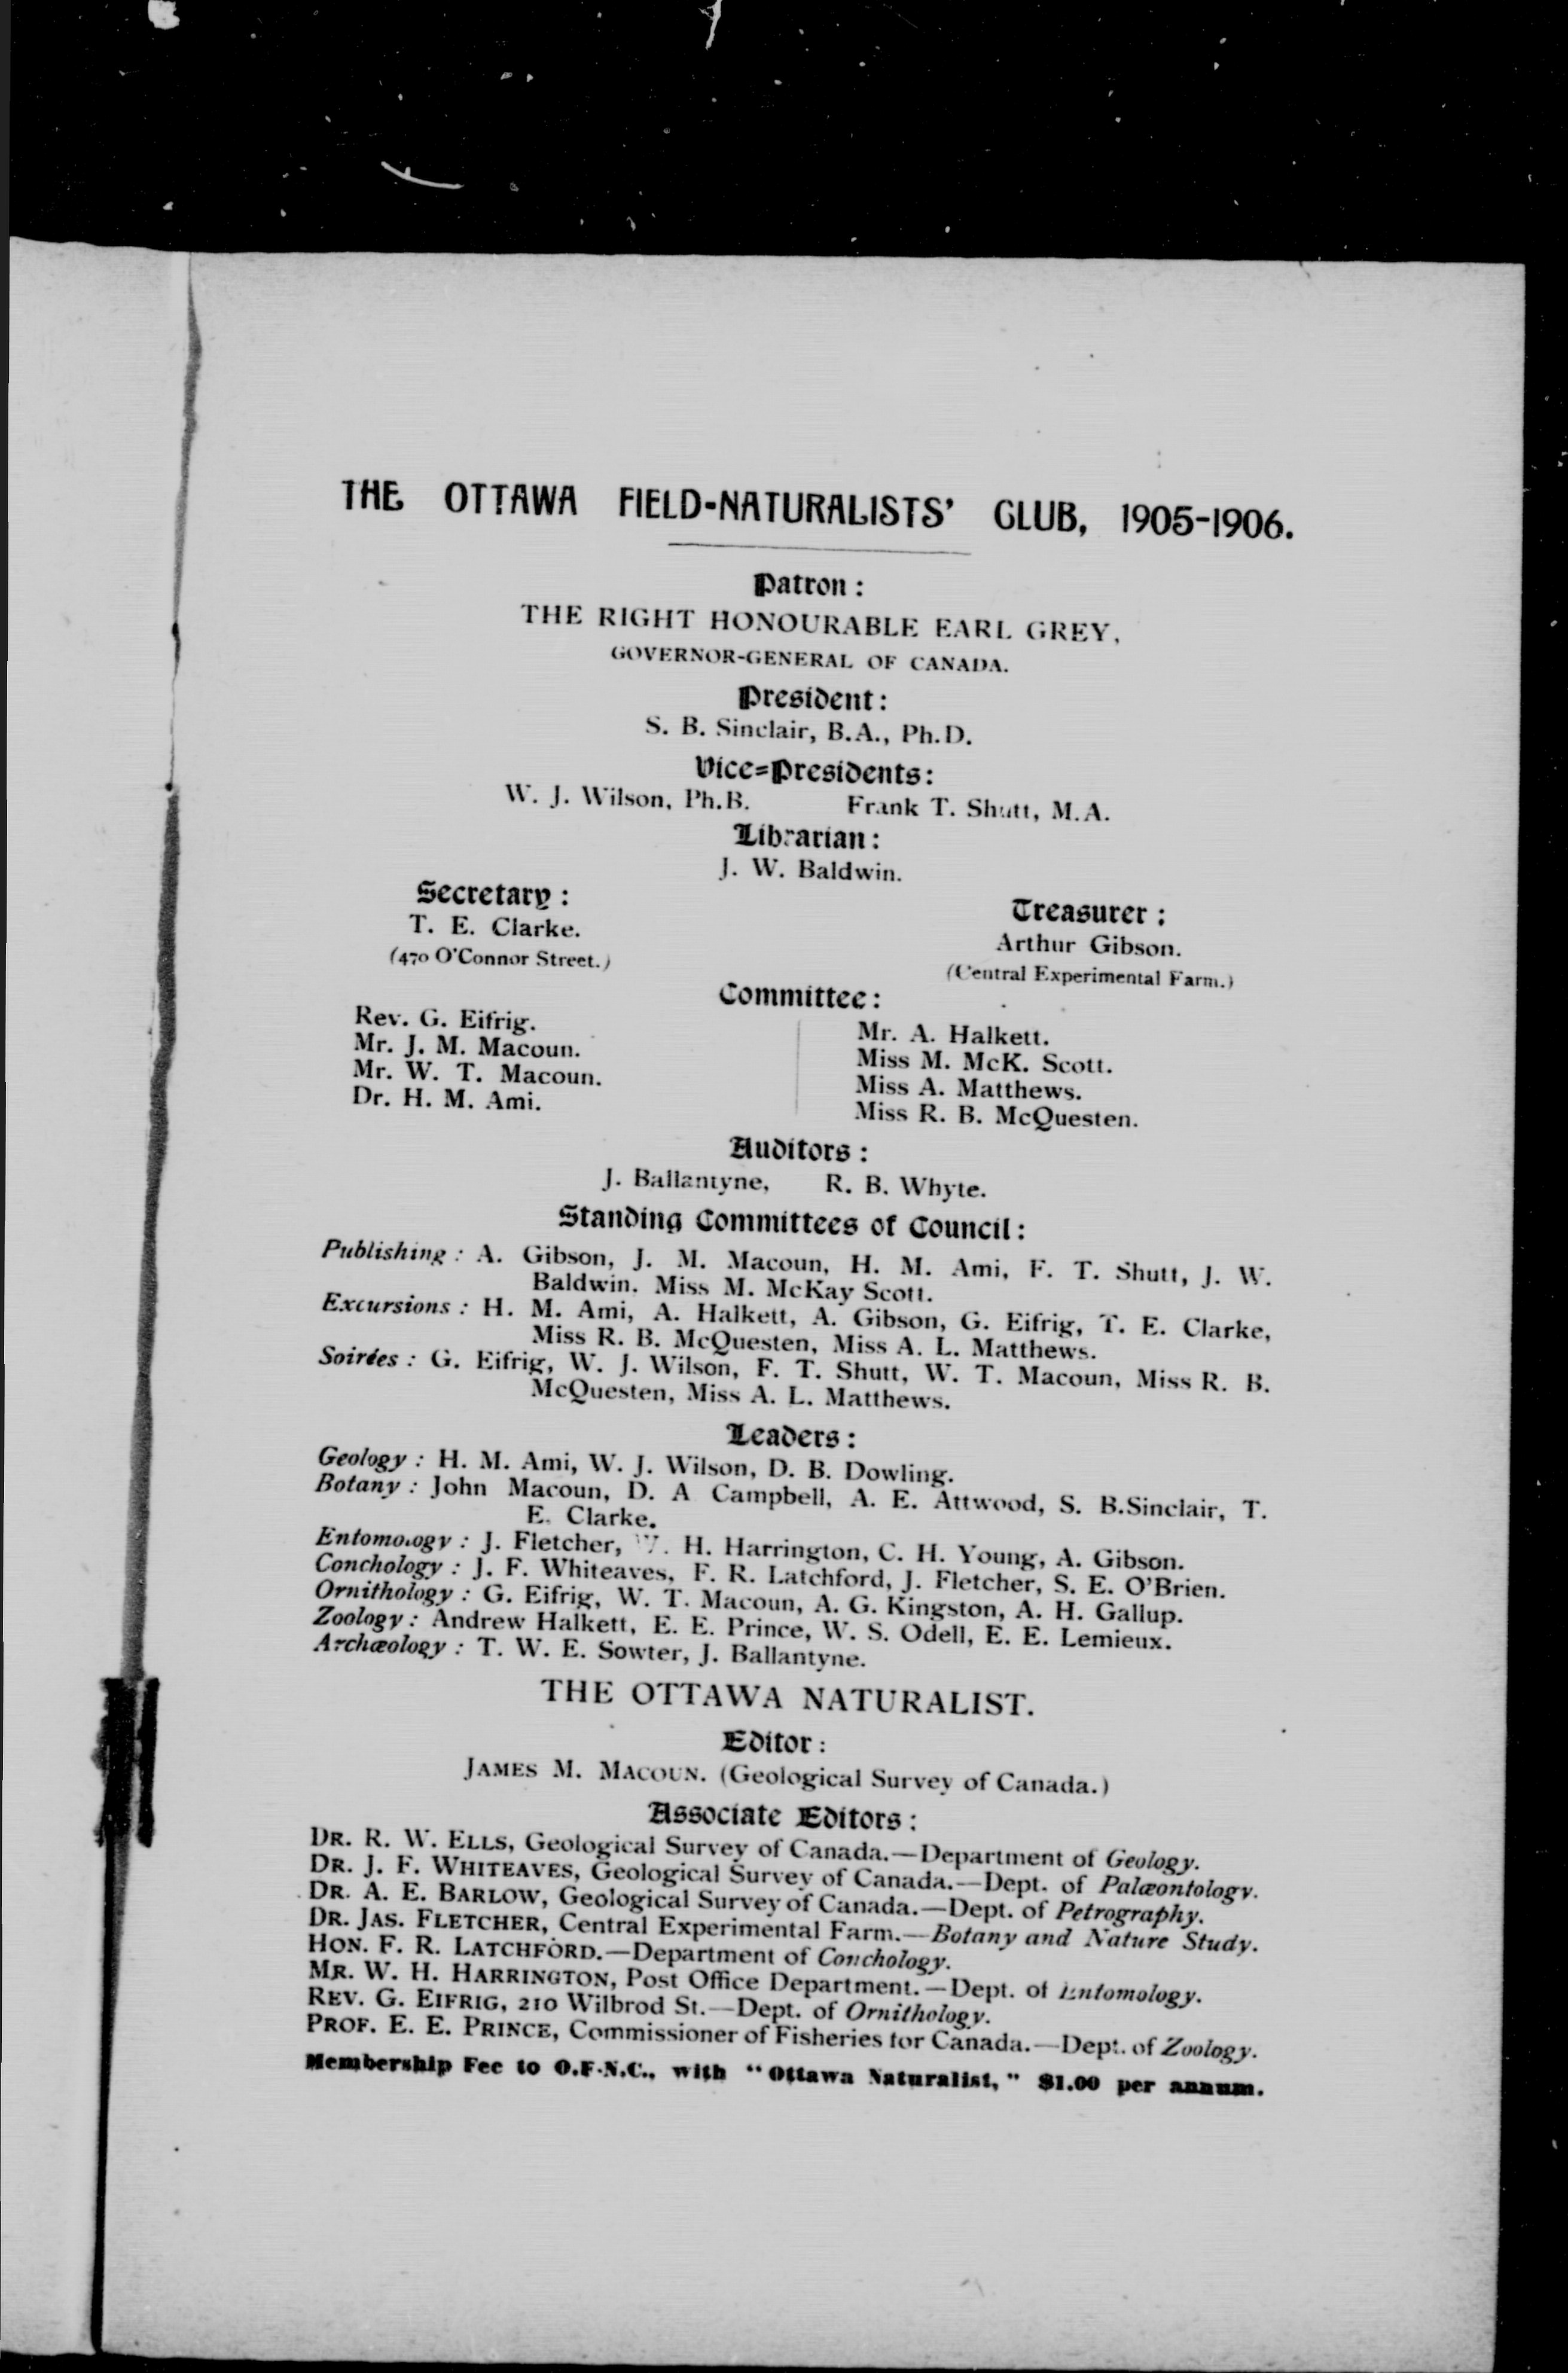 THE OTTAWA FIELD-NATURALISTS' CLUB, 1905-1906.
Patron:
THE RIGHT HONOURABLE EARL GREY,
GOVERNOR-GENERAL OF CANADA.
President:
S. B. Sinclair, B.A., Ph.D.
Vice-Presidents:
W. J. Wilson, Ph.B. Frank T. Shutt, M.A.
Librarian:
J. W. Baldwin.
Secretary:
T. E. Clarke.
(470 O'Connor Street.)
Treasurer:
Arthur Gibson.
(Central Experimental Farm.)
Committee:
Rev. G. Eifrig.
Mr. J. M. Macoun.
Mr. W. T. Macoun.
Dr. H. M. Ami.
Mr. A. Halkett.
Miss M. McK. Scott.
Miss A. Matthews.
Miss R. B. McQuesten.
Auditors:
J. Ballantyne, R. B. Whyte.
Standing Committees of Council:
Publishing: A. Gibson, J. M. Macoun, H. M. Ami, F. T. Shutt, J. W.
Baldwin. Miss M. McKay Scott.
Excursions: H. M. Ami, A. Halkett, A. Gibson, G. Eifrig, T. E. Clarke,
Miss R. B. McQuesten, Miss A. L. Matthews.
Soirées: G. Eifrig, W. J. Wilson, F. T. Shutt, W. T. Macoun, Miss R. B.
McQuesten, Miss A. L. Matthews.
Leaders:
Geology: H. M. Ami, W. J. Wilson, D. B. Dowling.
Botany: John Macoun, D. A Campbell, A. E. Attwood, S. B.Sinclair, T.
E. Clarke.
Entomology: J. Fletcher, W. H. Harrington, C. H. Young, A. Gibson.
Conchology: J. F. Whiteaves, F. R. Latchford, J. Fletcher, S. E. O'Brien.
Ornithology: G. Eifrig, W. T. Macoun, A. G. Kingston, A. H. Gallup.
Zoology: Andrew Halkett, E. E. Prince, W. S. Odell, E. E. Lemieux.
Archæology: T. W. E. Sowter, J. Ballantyne.
THE OTTAWA NATURALIST.
Editor:
JAMES M. MACOUN. (Geological Survey of Canada.)
Associate Editors:
DR. R. W. ELLS, Geological Survey of Canada.—Department of Geology.
DR. J. F. WHITEAVES, Geological Survey of Canada.—Dept. of Palæontology.
DR. A. E. BARLOW, Geological Survey of Canada.—Dept. of Petrography.
DR. JAS. FLETCHER, Central Experimental Farm.—Botany and Nature Study.
HON. F. R. LATCHFORD.—Department of Conchology.
MR. W. H. HARRINGTON, Post Office Department.—Dept. of Entomology.
REV. G. EIFRIG, 210 Wilbrod St.—Dept. of Ornithology.
PROF. E. E. PRINCE, Commissioner of Fisheries for Canada.—Dept. of Zoology.
Membership Fee to O.F.N.C., with "Ottawa Naturalist," $1.00 per annum.